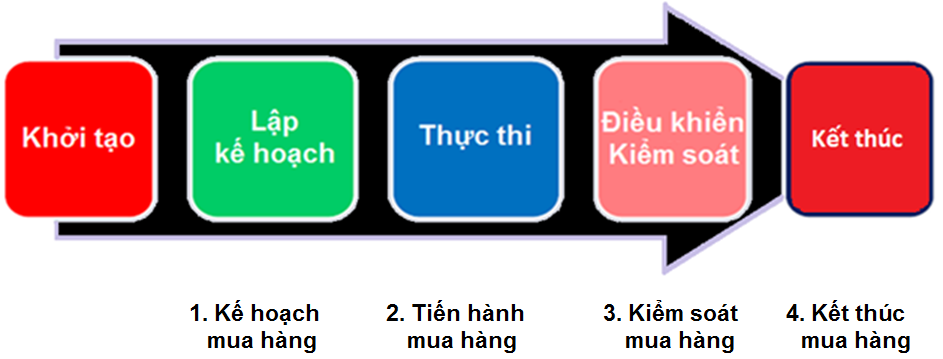 Khởi tạo
Lập
kế hoạch
Thực thi
Điều khiển
Kiểm soát
Kết thúc
1. Kế hoạch
mua hàng
2. Tiến hành
mua hàng
3. Kiểm soát
mua hàng
4. Kết thúc
mua hàng